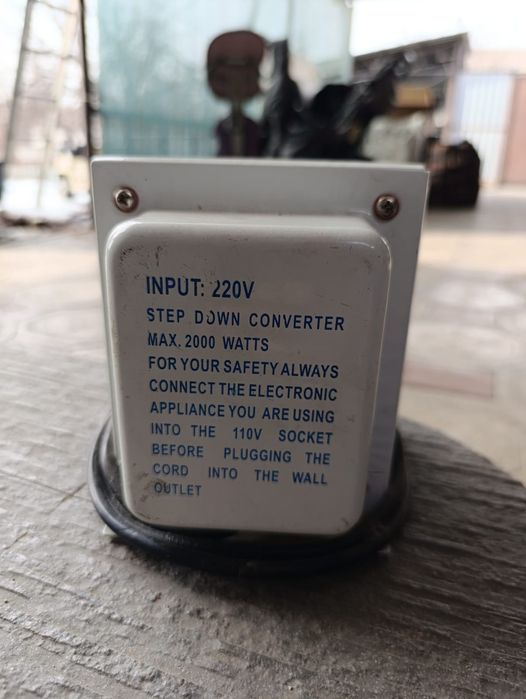 INPUT: 220V
STEP DOWN CONVERTER
MAX. 2000 WATTS
FOR YOUR SAFETY ALWAYS
CONNECT THE ELECTRONIC
APPLIANCE YOU ARE USING
INTO THE 110V SOCKET
BEFORE PLUGGING THE
CORD INTO THE WALL
OUTLET